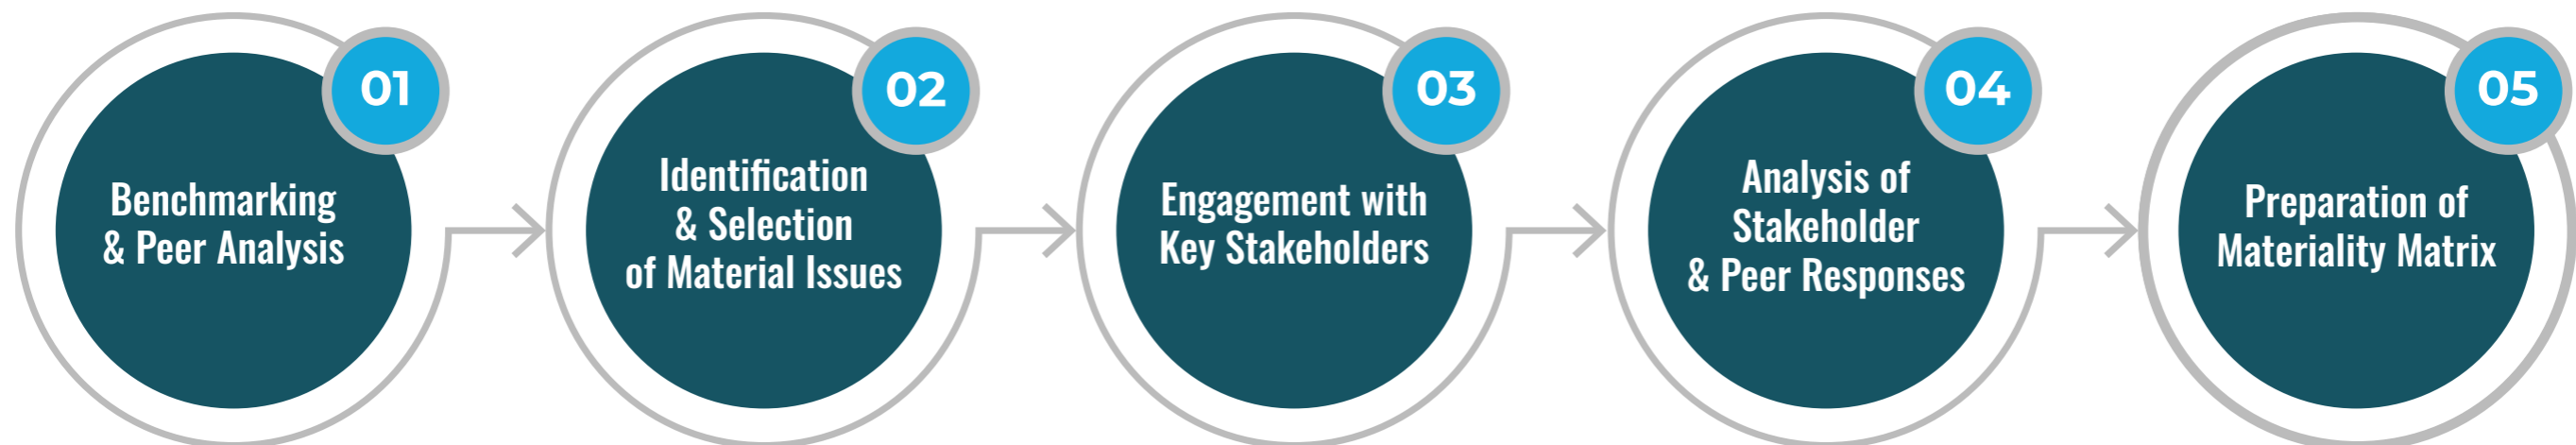 01
Benchmarking
& Peer Analysis
02
Identification
& Selection
of Material Issues
03
Engagement with
Key Stakeholders
04
Analysis of
Stakeholder
& Peer Responses
05
Preparation of
Materiality Matrix